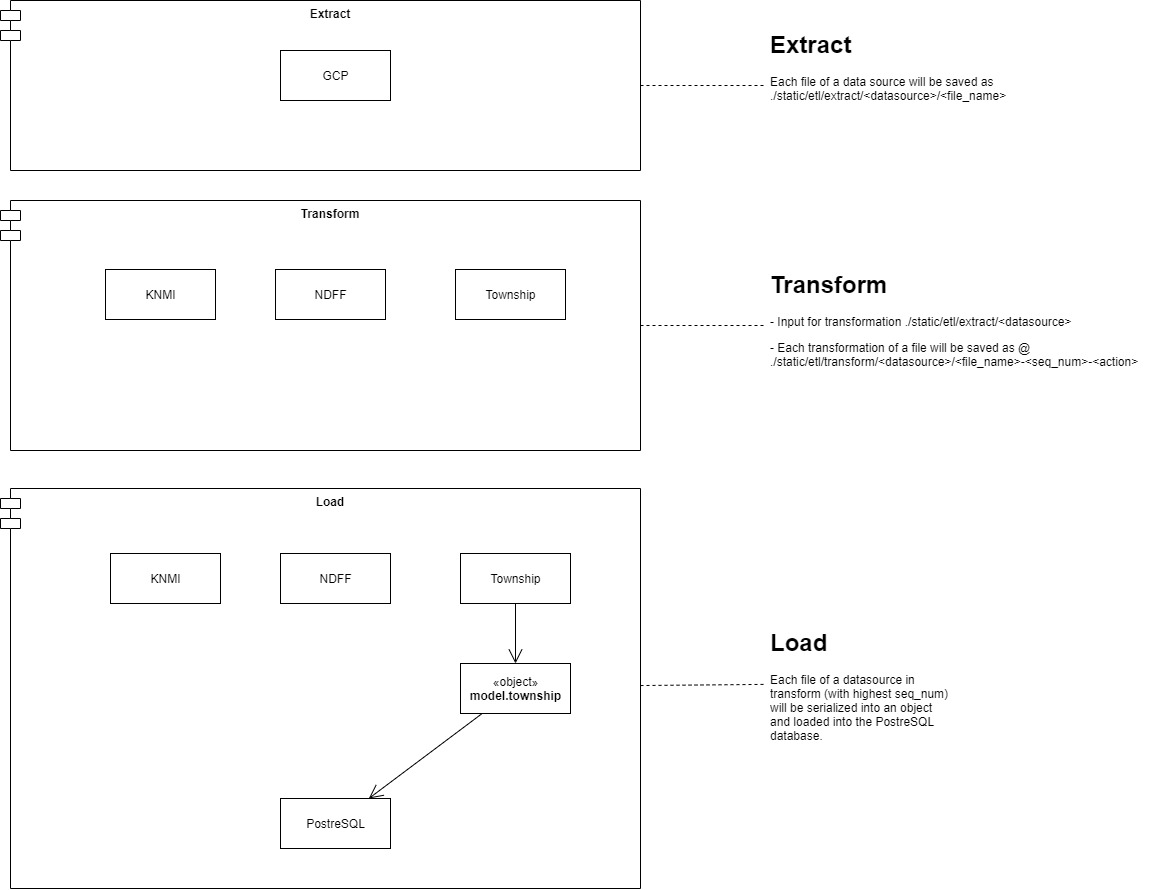 Extract
GCP
Extract
Each file of a data source will be saved as
./static/etl/extract/<datasource>/<file_name>
Transform
KNMI
NDFF
Township
Transform
- Input for transformation ./static/etl/extract/<datasource>
- Each transformation of a file will be saved as @
./static/etl/transform/<datasource>/<file_name>-<seq_num>-<action>
Load
KNMI
NDFF
Township
«object»
model.township
PostreSQL
Load
Each file of a datasource in
transform (with highest seq_num)
will be serialized into an object
and loaded into the PostreSQL
database.